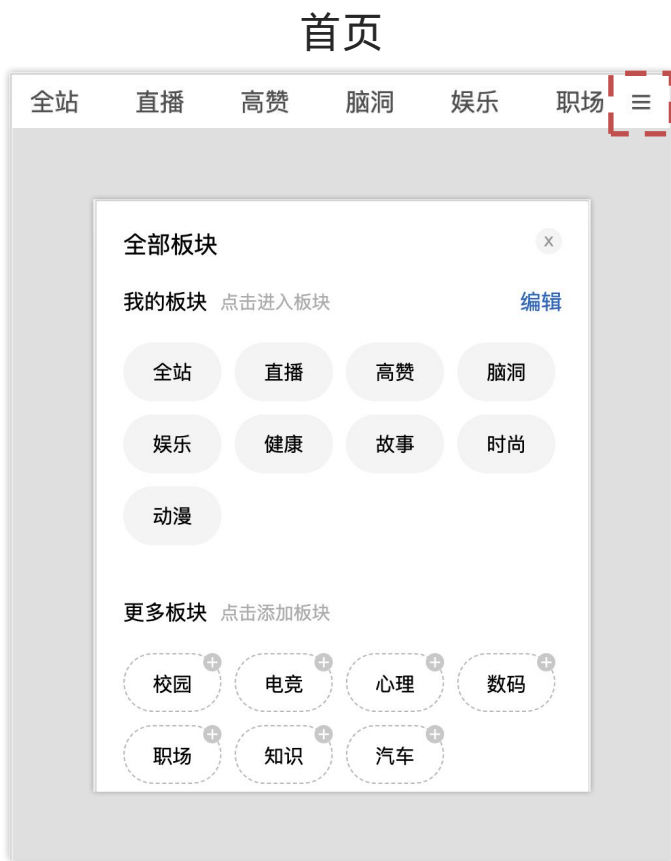 首页
全站 直播 高赞 脑洞 娱乐 职场 ≡
全部板块 x
我的板块 点击进入板块 编辑
全站 直播 高赞 脑洞
娱乐 健康 故事 时尚
动漫
更多板块 点击添加板块
校园 + 电竞 + 心理 + 数码 +
职场 + 知识 + 汽车 +